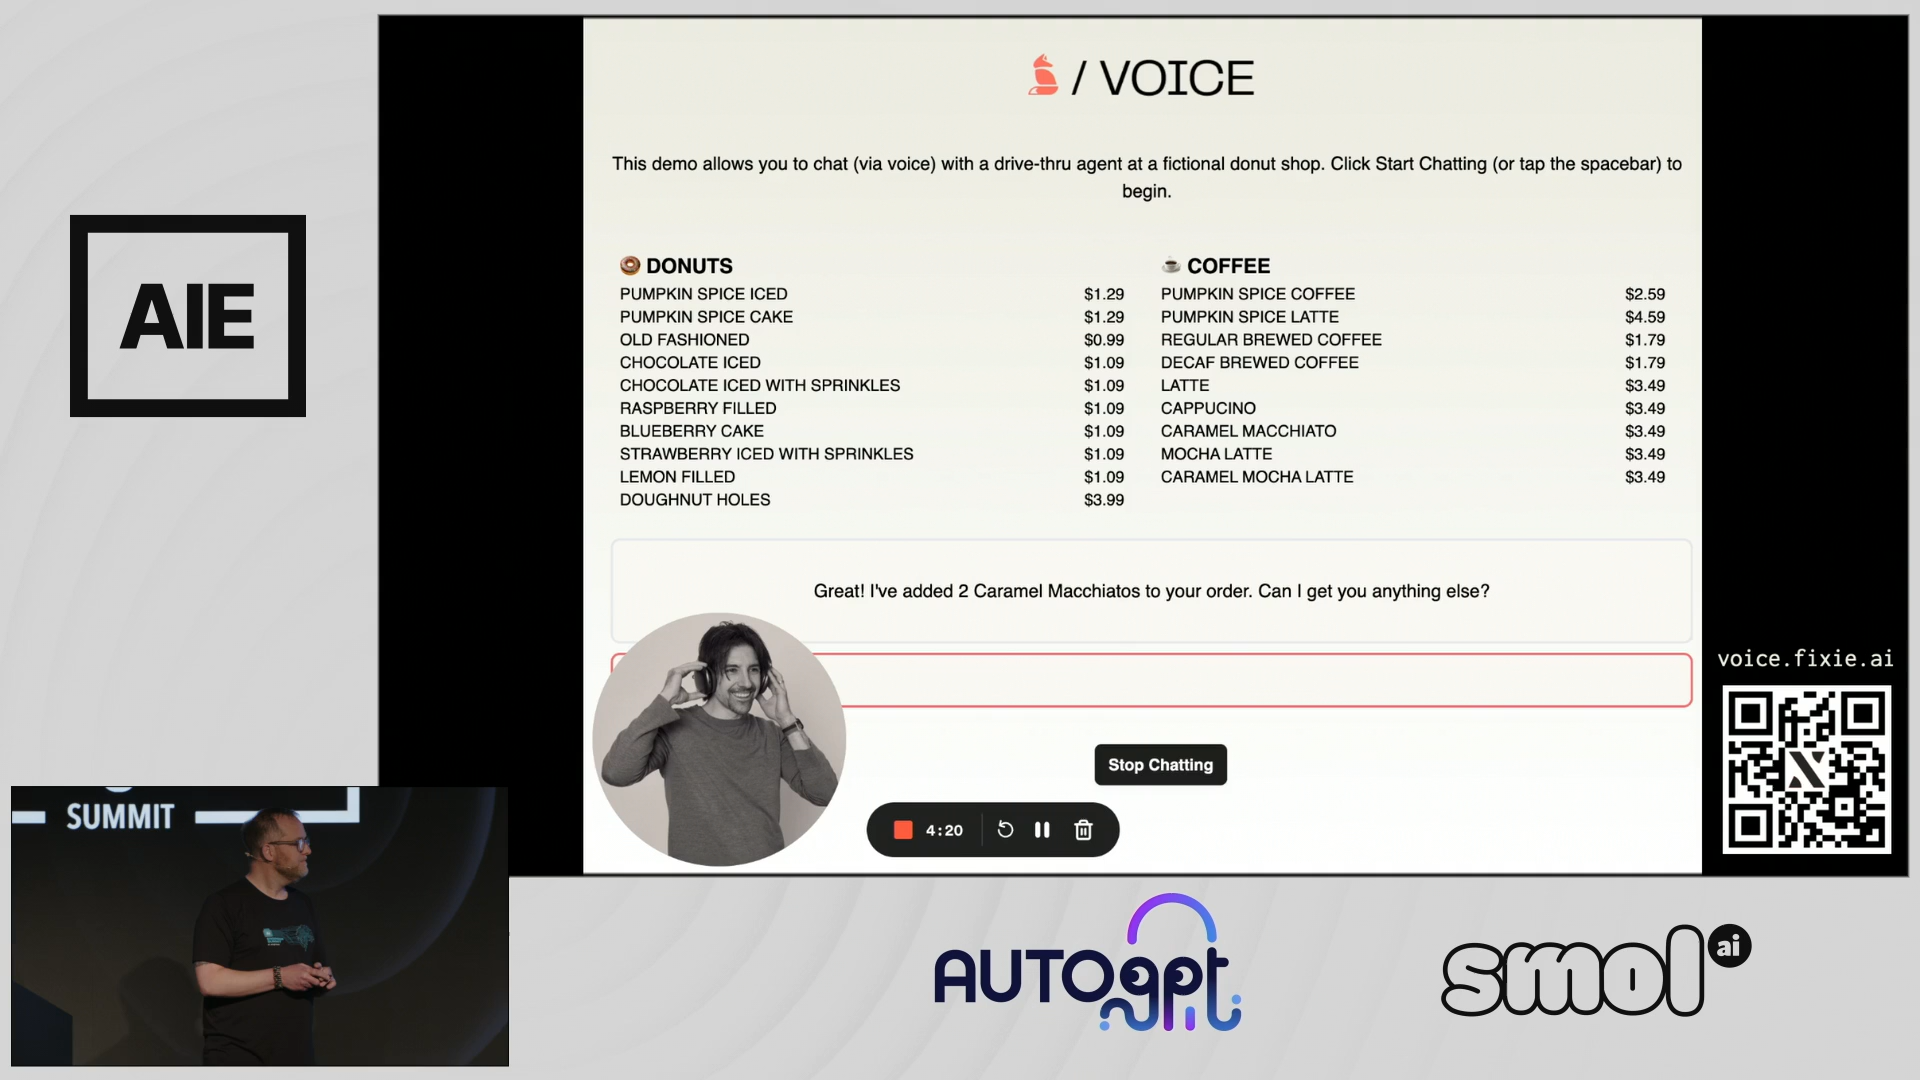 / VOICE
This demo allows you to chat (via voice) with a drive-thru agent at a fictional donut shop. Click Start Chatting (or tap the spacebar) to
begin.
DONUTS
PUMPKIN SPICE ICED $1.29
PUMPKIN SPICE CAKE $1.29
OLD FASHIONED $0.99
CHOCOLATE ICED $1.09
CHOCOLATE ICED WITH SPRINKLES $1.09
RASPBERRY FILLED $1.09
BLUEBERRY CAKE $1.09
STRAWBERRY ICED WITH SPRINKLES $1.09
LEMON FILLED $1.09
DOUGHNUT HOLES $3.99
COFFEE
PUMPKIN SPICE COFFEE $2.59
PUMPKIN SPICE LATTE $4.59
REGULAR BREWED COFFEE $1.79
DECAF BREWED COFFEE $1.79
LATTE $3.49
CAPPUCINO $3.49
CARAMEL MACCHIATO $3.49
MOCHA LATTE $3.49
CARAMEL MOCHA LATTE $3.49
Great! I've added 2 Caramel Macchiatos to your order. Can I get you anything else?
Stop Chatting
4:20
voice.fixie.ai
AIE
SUMMIT
AUTOgpt
smol ai